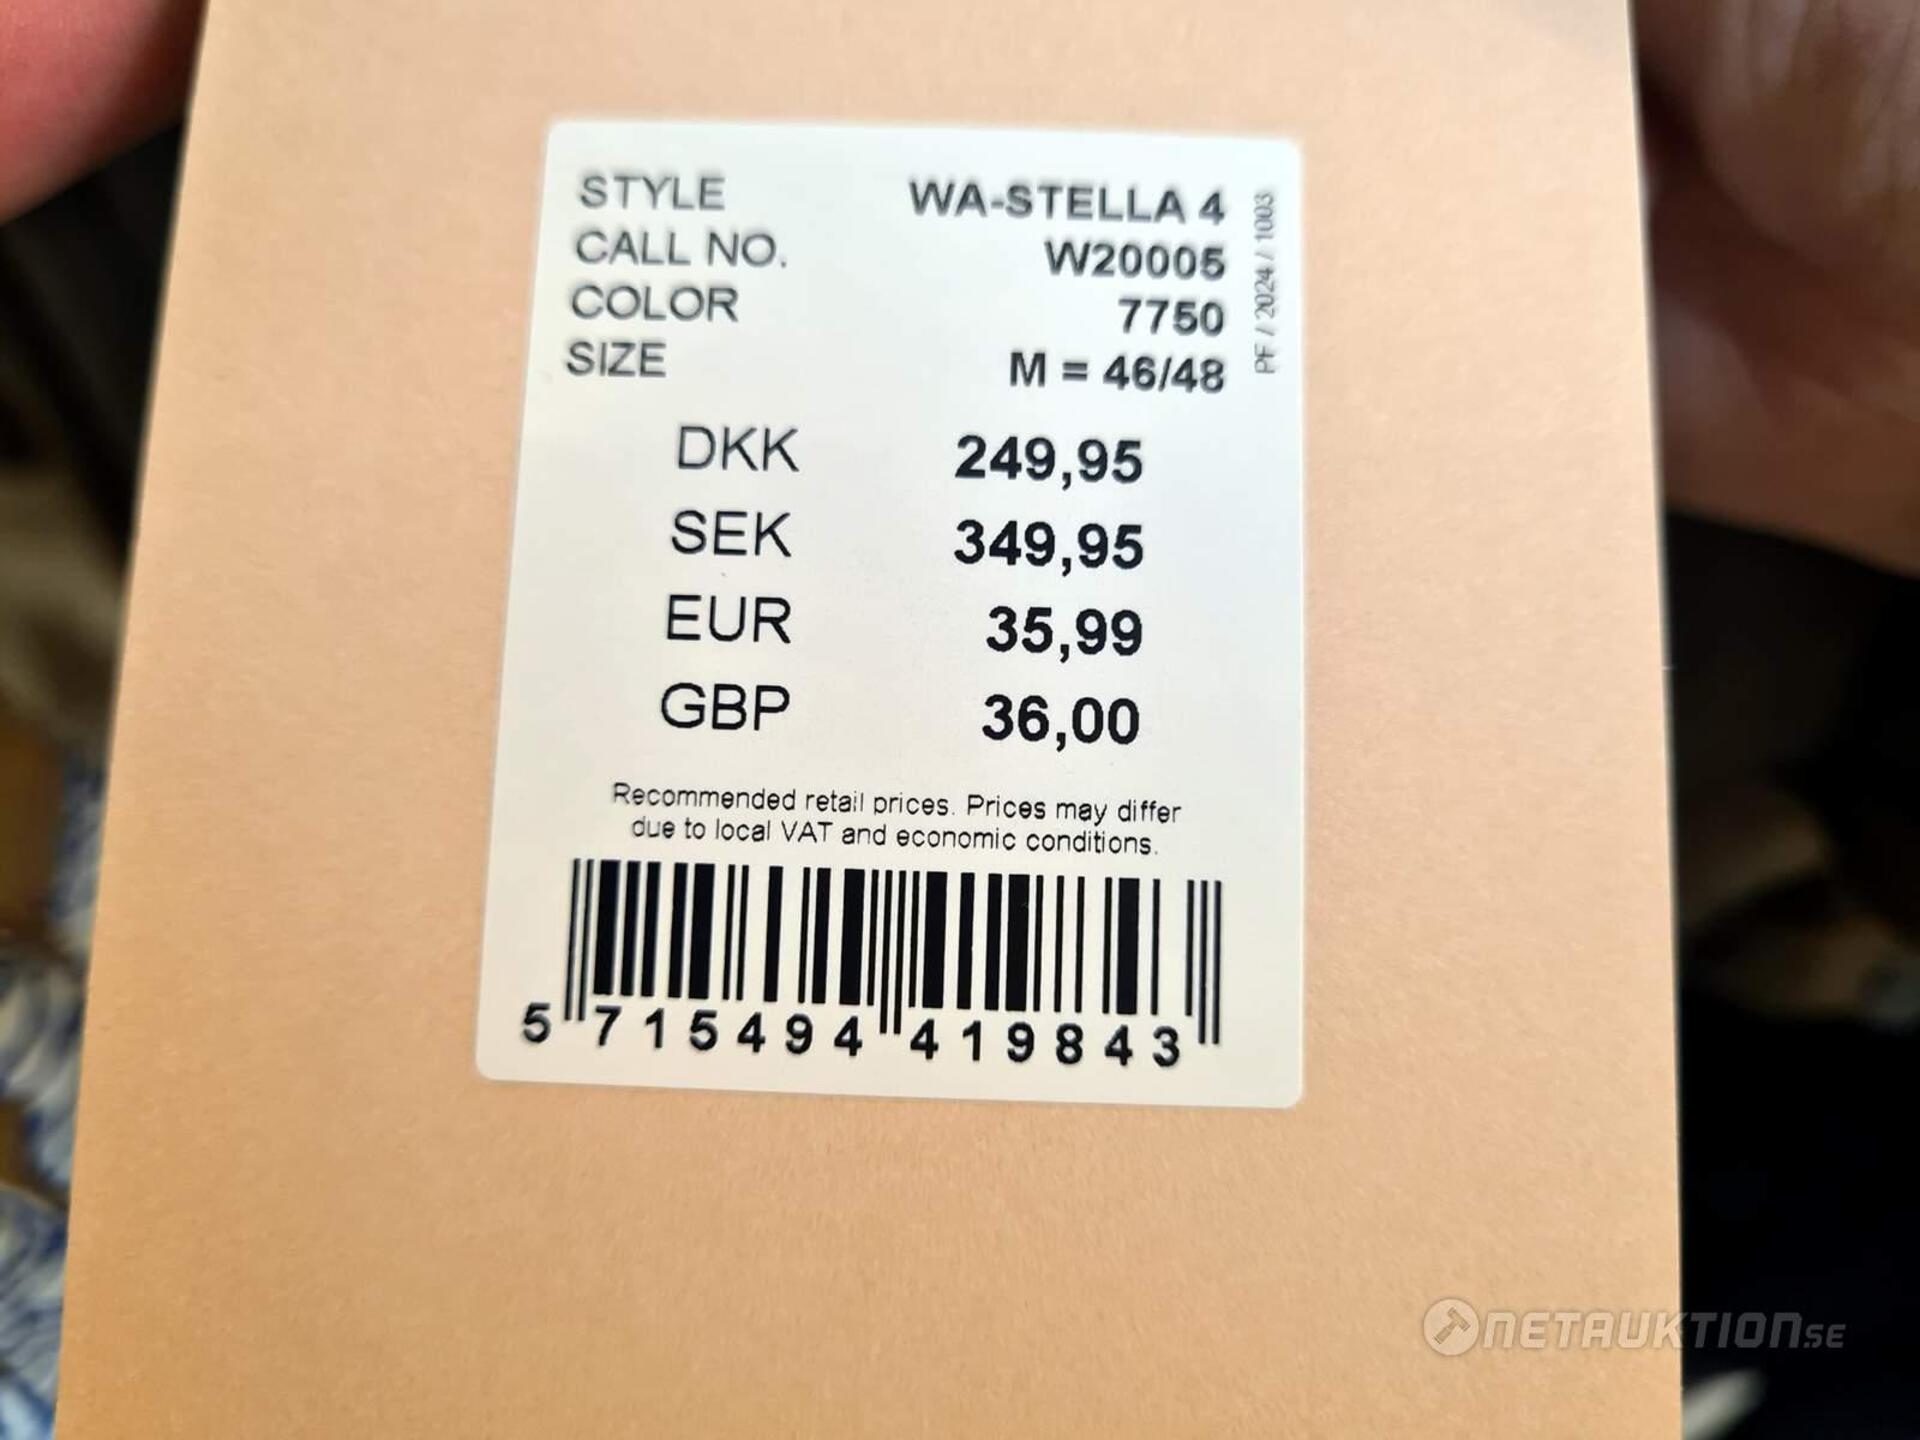 STYLE WA-STELLA 4
CALL NO. W20005
COLOR 7750
SIZE M = 46/48
PF / 2024 / 1003
DKK 249,95
SEK 349,95
EUR 35,99
GBP 36,00
Recommended retail prices. Prices may differ
due to local VAT and economic conditions.
5 715494 419843
NETAUKTION.SE